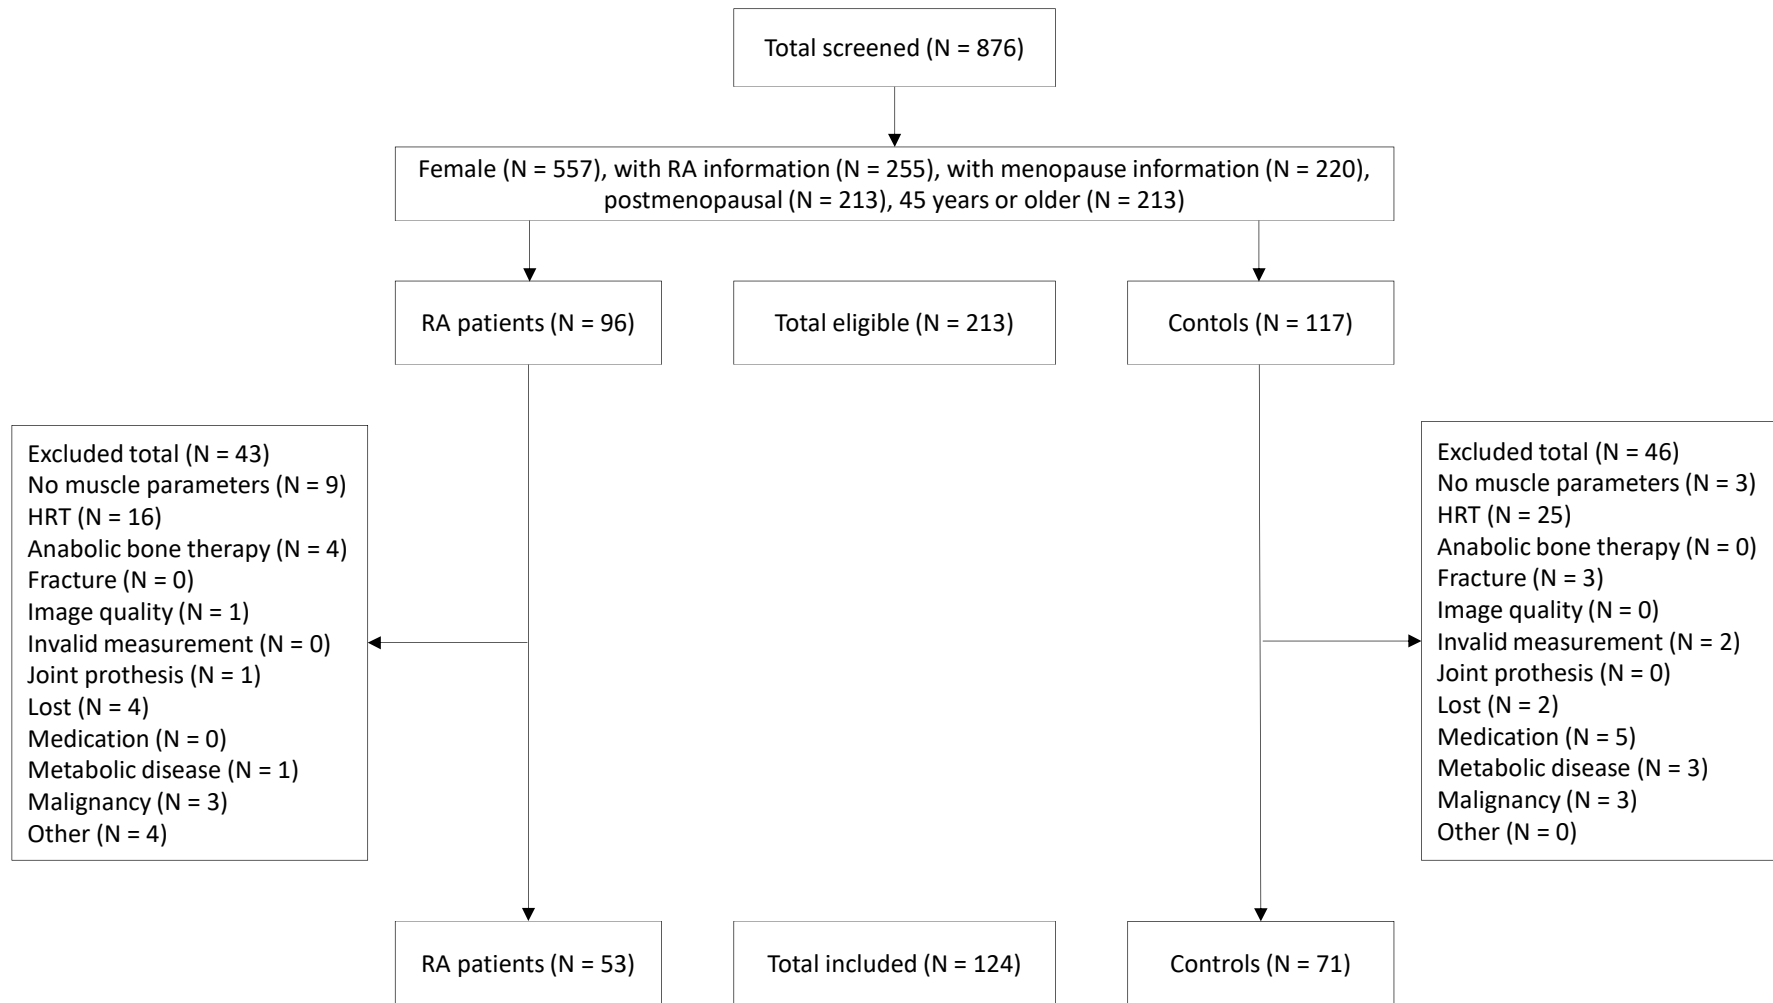 Total screened (N = 876)
Female (N = 557), with RA information (N = 255), with menopause information (N = 220),
postmenopausal (N = 213), 45 years or older (N = 213)
RA patients (N = 96)
Total eligible (N = 213)
Contols (N = 117)
Excluded total (N = 43)
No muscle parameters (N = 9)
HRT (N = 16)
Anabolic bone therapy (N = 4)
Fracture (N = 0)
Image quality (N = 1)
Invalid measurement (N = 0)
Joint prothesis (N = 1)
Lost (N = 4)
Medication (N = 0)
Metabolic disease (N = 1)
Malignancy (N = 3)
Other (N = 4)
Excluded total (N = 46)
No muscle parameters (N = 3)
HRT (N = 25)
Anabolic bone therapy (N = 0)
Fracture (N = 3)
Image quality (N = 0)
Invalid measurement (N = 2)
Joint prothesis (N = 0)
Lost (N = 2)
Medication (N = 5)
Metabolic disease (N = 3)
Malignancy (N = 3)
Other (N = 0)
RA patients (N = 53)
Total included (N = 124)
Controls (N = 71)